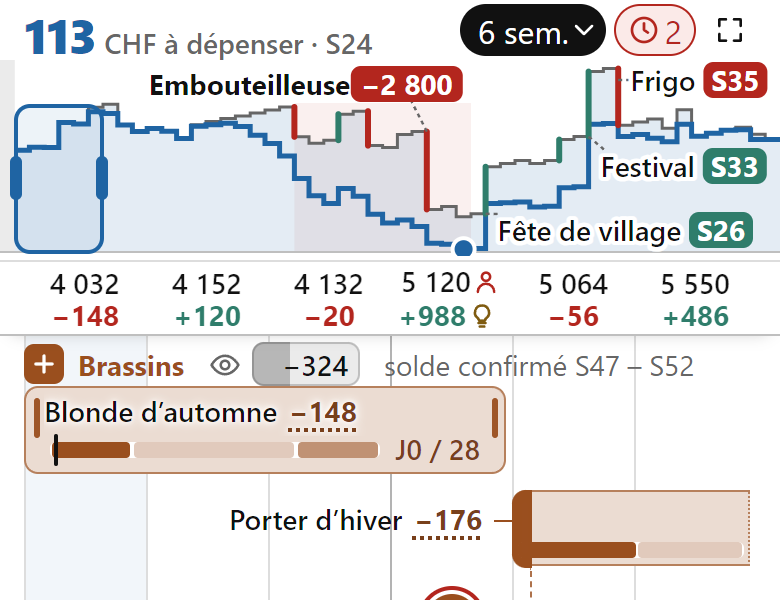 113 CHF à dépenser · S24
6 sem.
2
Embouteilleuse −2 800
Frigo S35
Festival S33
Fête de village S26
4 032 4 152 4 132 5 120 5 064 5 550
−148 +120 −20 +988 −56 +486
+ Brassins −324 solde confirmé S47 – S52
Blonde d’automne −148
J0 / 28
Porter d’hiver −176